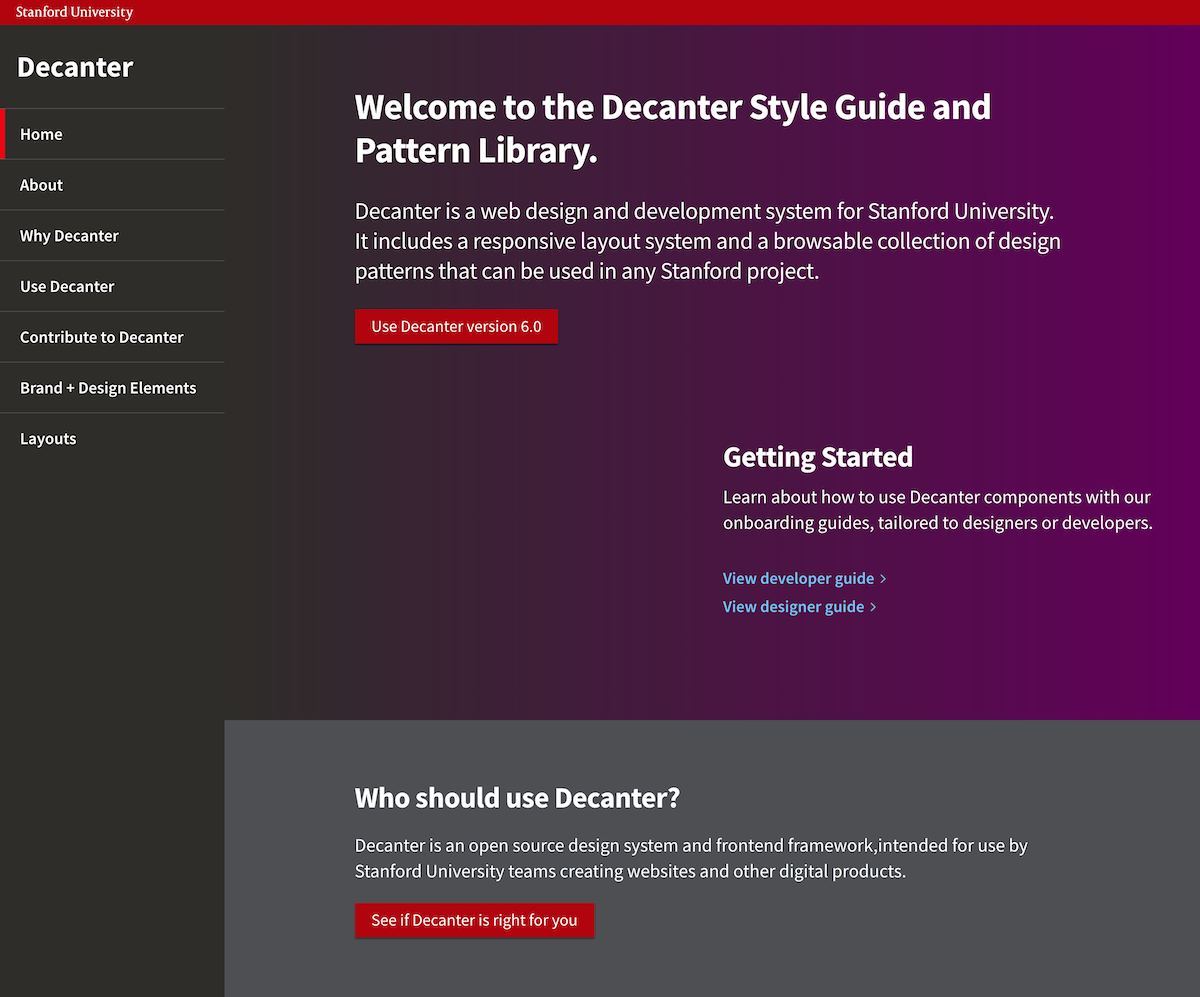 Stanford University
Decanter
Home
About
Why Decanter
Use Decanter
Contribute to Decanter
Brand + Design Elements
Layouts
Welcome to the Decanter Style Guide and
Pattern Library.
Decanter is a web design and development system for Stanford University.
It includes a responsive layout system and a browsable collection of design
patterns that can be used in any Stanford project.
Use Decanter version 6.0
Getting Started
Learn about how to use Decanter components with our
onboarding guides, tailored to designers or developers.
View developer guide >
View designer guide >
Who should use Decanter?
Decanter is an open source design system and frontend framework,intended for use by
Stanford University teams creating websites and other digital products.
See if Decanter is right for you